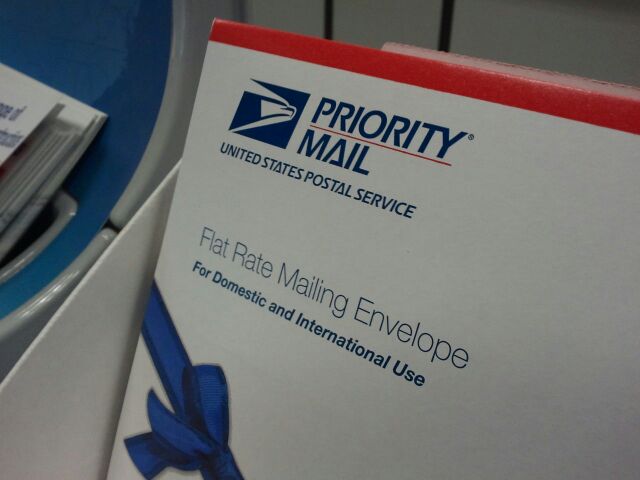 PRIORITY®
MAIL
UNITED STATES POSTAL SERVICE
Flat Rate Mailing Envelope
For Domestic and International Use